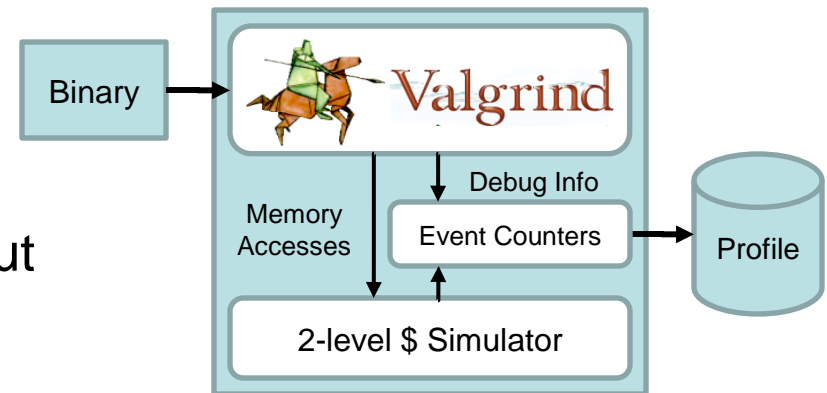 Binary
Valgrind
Debug Info
Memory
Accesses
Event Counters
Profile
ut
2-level $ Simulator